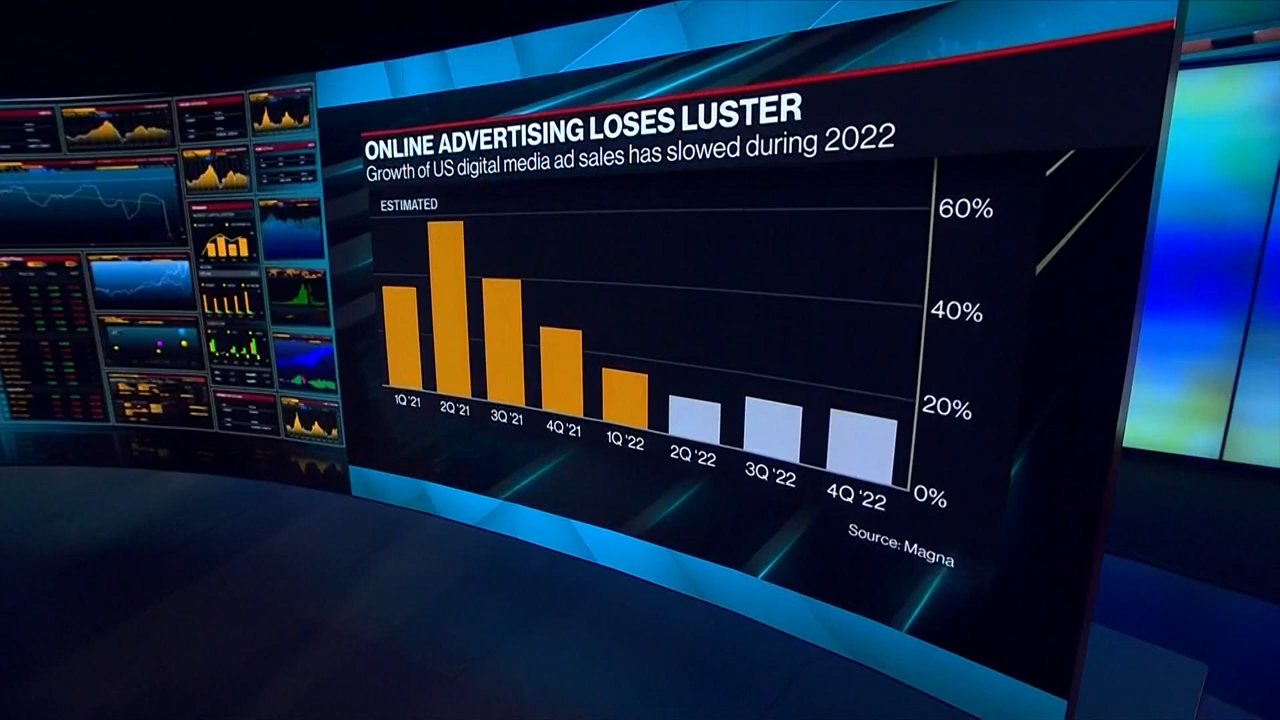 ONLINE ADVERTISING LOSES LUSTER
Growth of US digital media ad sales has slowed during 2022
ESTIMATED
60%
40%
20%
0%
1Q '21
2Q '21
3Q '21
4Q '21
1Q '22
2Q '22
3Q '22
4Q '22
Source: Magna